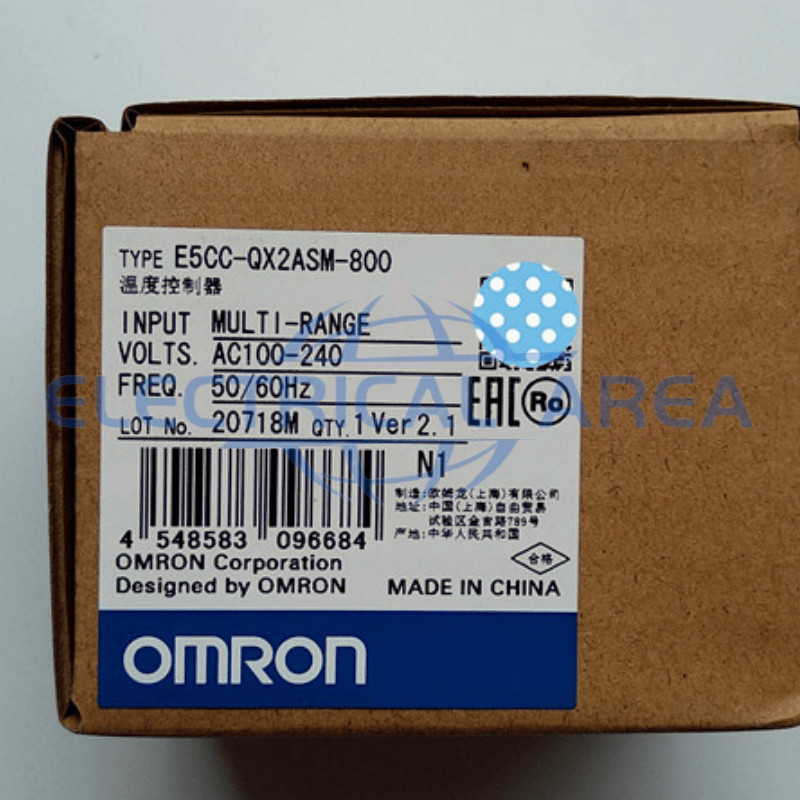 TYPE E5CC-QX2ASM-800
温度控制器
INPUT MULTI-RANGE
VOLTS. AC100-240
FREQ. 50/60Hz
LOT No. 20718M QTY.1 Ver2.1
EAC Ro
N1
4 548583 096684
制造:欧姆龙(上海)有限公司
地址:中国(上海)自由贸易
试验区金吉路789号
产地:中华人民共和国
合格
OMRON Corporation
Designed by OMRON
MADE IN CHINA
OMRON
ELECTRICAL AREA